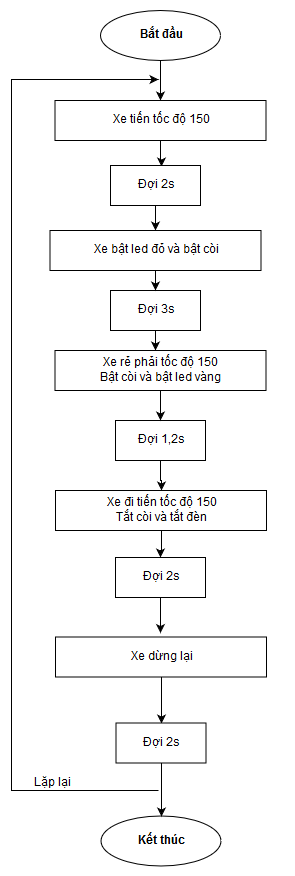 Bắt đầu
Xe tiến tốc độ 150
Đợi 2s
Xe bật led đỏ và bật còi
Đợi 3s
Xe rẽ phải tốc độ 150
Bật còi và bật led vàng
Đợi 1,2s
Xe đi tiến tốc độ 150
Tắt còi và tắt đèn
Đợi 2s
Xe dừng lại
Đợi 2s
Lặp lại
Kết thúc